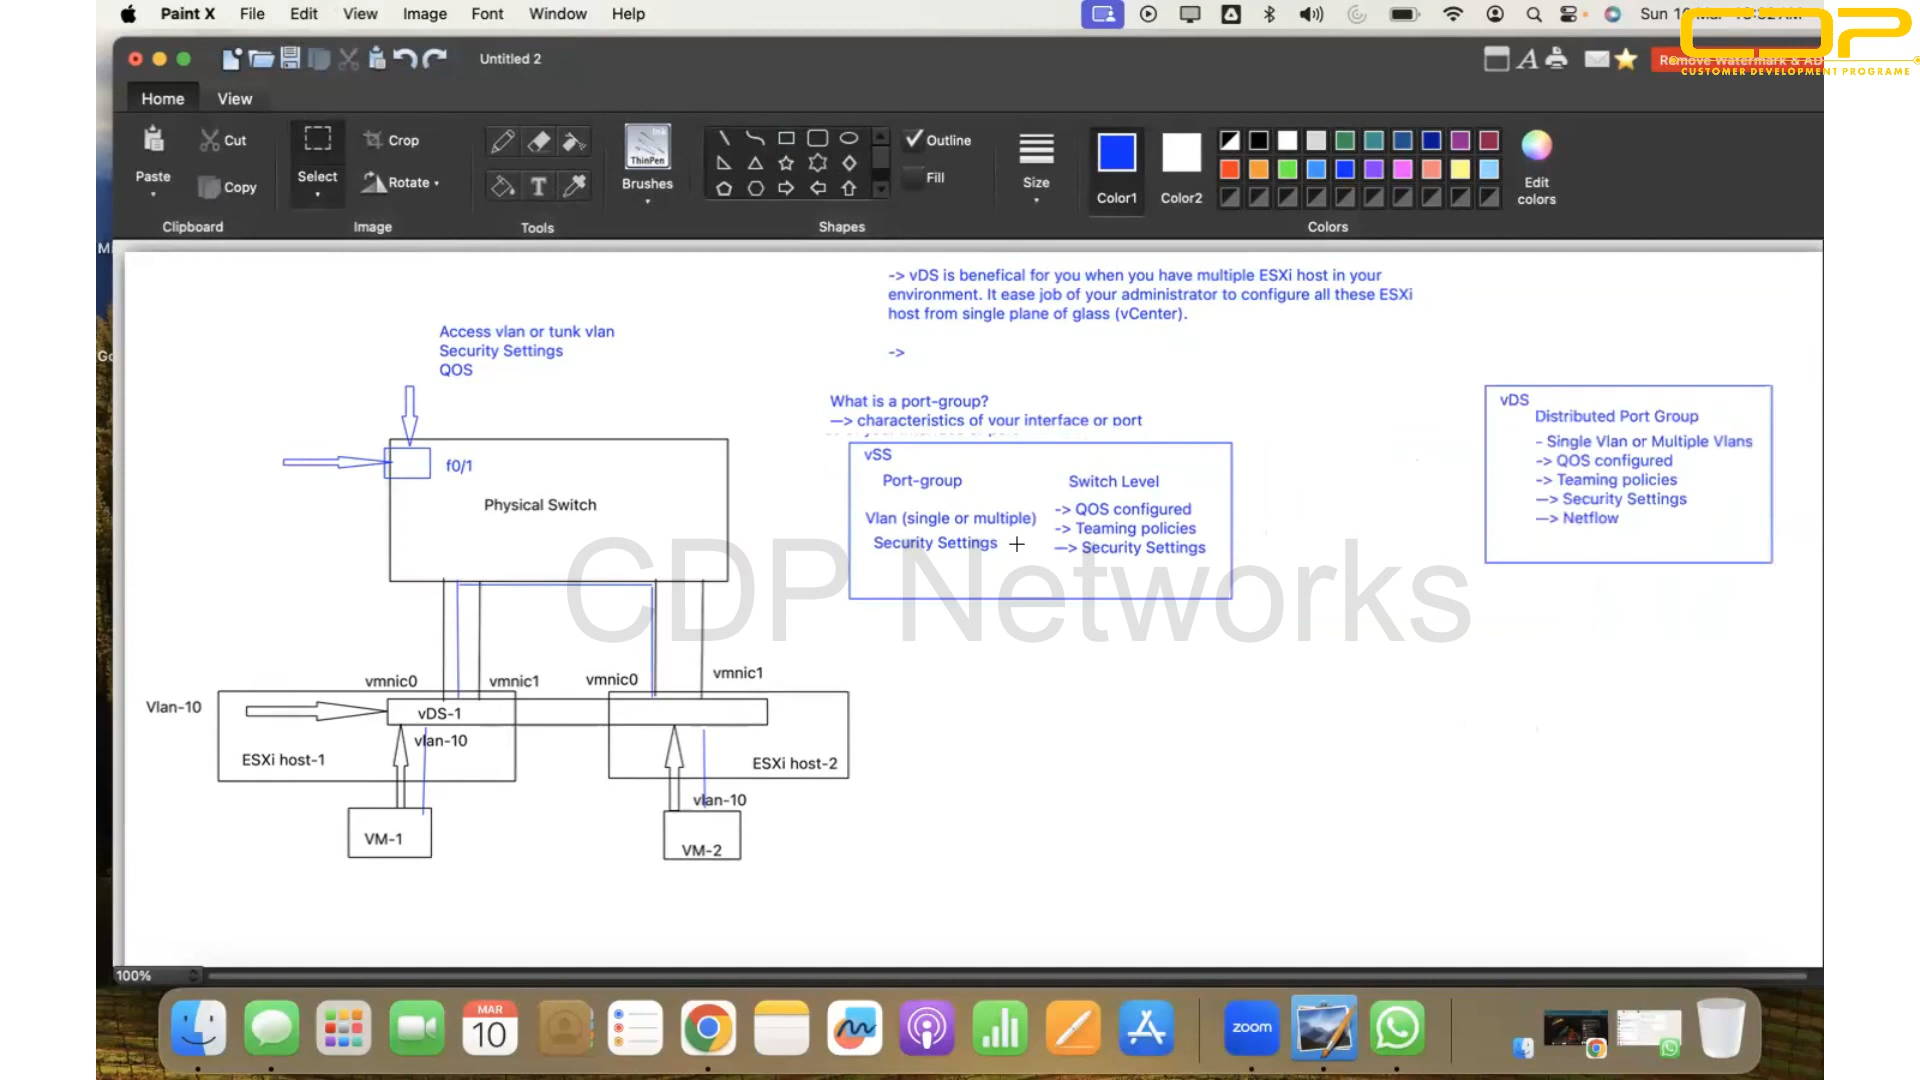 Paint X File Edit View Image Font Window Help
CUSTOMER DEVELOPMENT PROGRAME
CDP
Untitled 2
Remove Watermark & AD
Home View
Paste
Cut
Copy
Clipboard
Select
Crop
Rotate
Image
Tools
ThinPen
Brushes
Shapes
Outline
Fill
Size
Color1
Color2
Colors
Edit
colors
-> vDS is benefical for you when you have multiple ESXi host in your
environment. It ease job of your administrator to configure all these ESXi
host from single plane of glass (vCenter).
->
Access vlan or tunk vlan
Security Settings
QOS
What is a port-group?
—> characteristics of your interface or port
f0/1
Physical Switch
vSS
Port-group
Switch Level
Vlan (single or multiple)
Security Settings
-> QOS configured
-> Teaming policies
—> Security Settings
vDS
Distributed Port Group
- Single Vlan or Multiple Vlans
-> QOS configured
-> Teaming policies
—> Security Settings
—> Netflow
CDP Networks
vmnic0
vmnic1
vmnic0
vmnic1
Vlan-10
vDS-1
vlan-10
ESXi host-1
ESXi host-2
vlan-10
VM-1
VM-2
100%
MAR
10
zoom